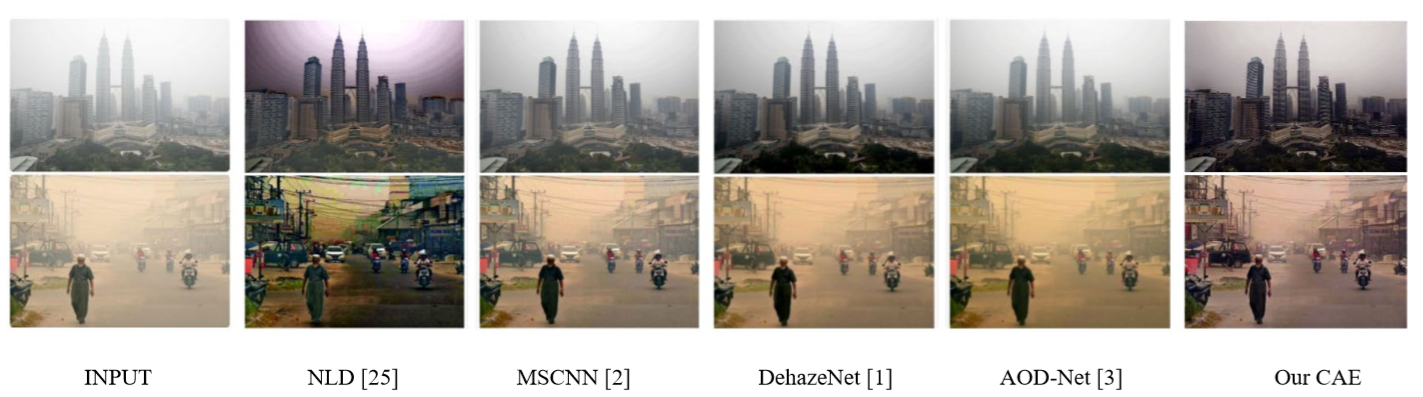 INPUT NLD [25] MSCNN [2] DehazeNet [1] AOD-Net [3] Our CAE